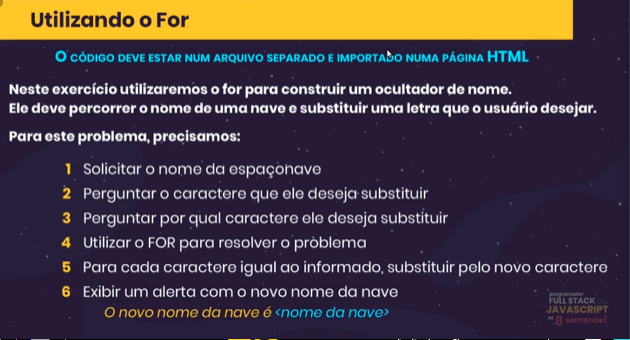 Utilizando o For
O CÓDIGO DEVE ESTAR NUM ARQUIVO SEPARADO E IMPORTADO NUMA PÁGINA HTML
Neste exercício utilizaremos o for para construir um ocultador de nome.
Ele deve percorrer o nome de uma nave e substituir uma letra que o usuário desejar.
Para este problema, precisamos:
1 Solicitar o nome da espaçonave
2 Perguntar o caractere que ele deseja substituir
3 Perguntar por qual caractere ele deseja substituir
4 Utilizar o FOR para resolver o problema
5 Para cada caractere igual ao informado, substituir pelo novo caractere
6 Exibir um alerta com o novo nome da nave
O novo nome da nave é <nome da nave>
programador
FULL STACK
JAVASCRIPT
EM 8 semanas!